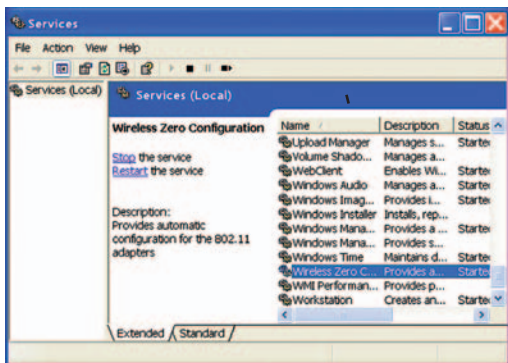 Services
File Action View Help
Services (Local)
Services (Local)
Wireless Zero Configuration
Stop the service
Restart the service
Description:
Provides automatic
configuration for the 802.11
adapters
Name Description Status
Upload Manager Manages s... Starte
Volume Shado... Manages a...
WebClient Enables Wi... Starte
Windows Audio Manages a... Starte
Windows Imag... Provides i... Starte
Windows Installer Installs, rep...
Windows Mana... Provides a ... Starte
Windows Mana... Provides s...
Windows Time Maintains d... Starte
Wireless Zero C... Provides a... Starte
WMI Performan... Provides p...
Workstation Creates an... Starte
Extended Standard